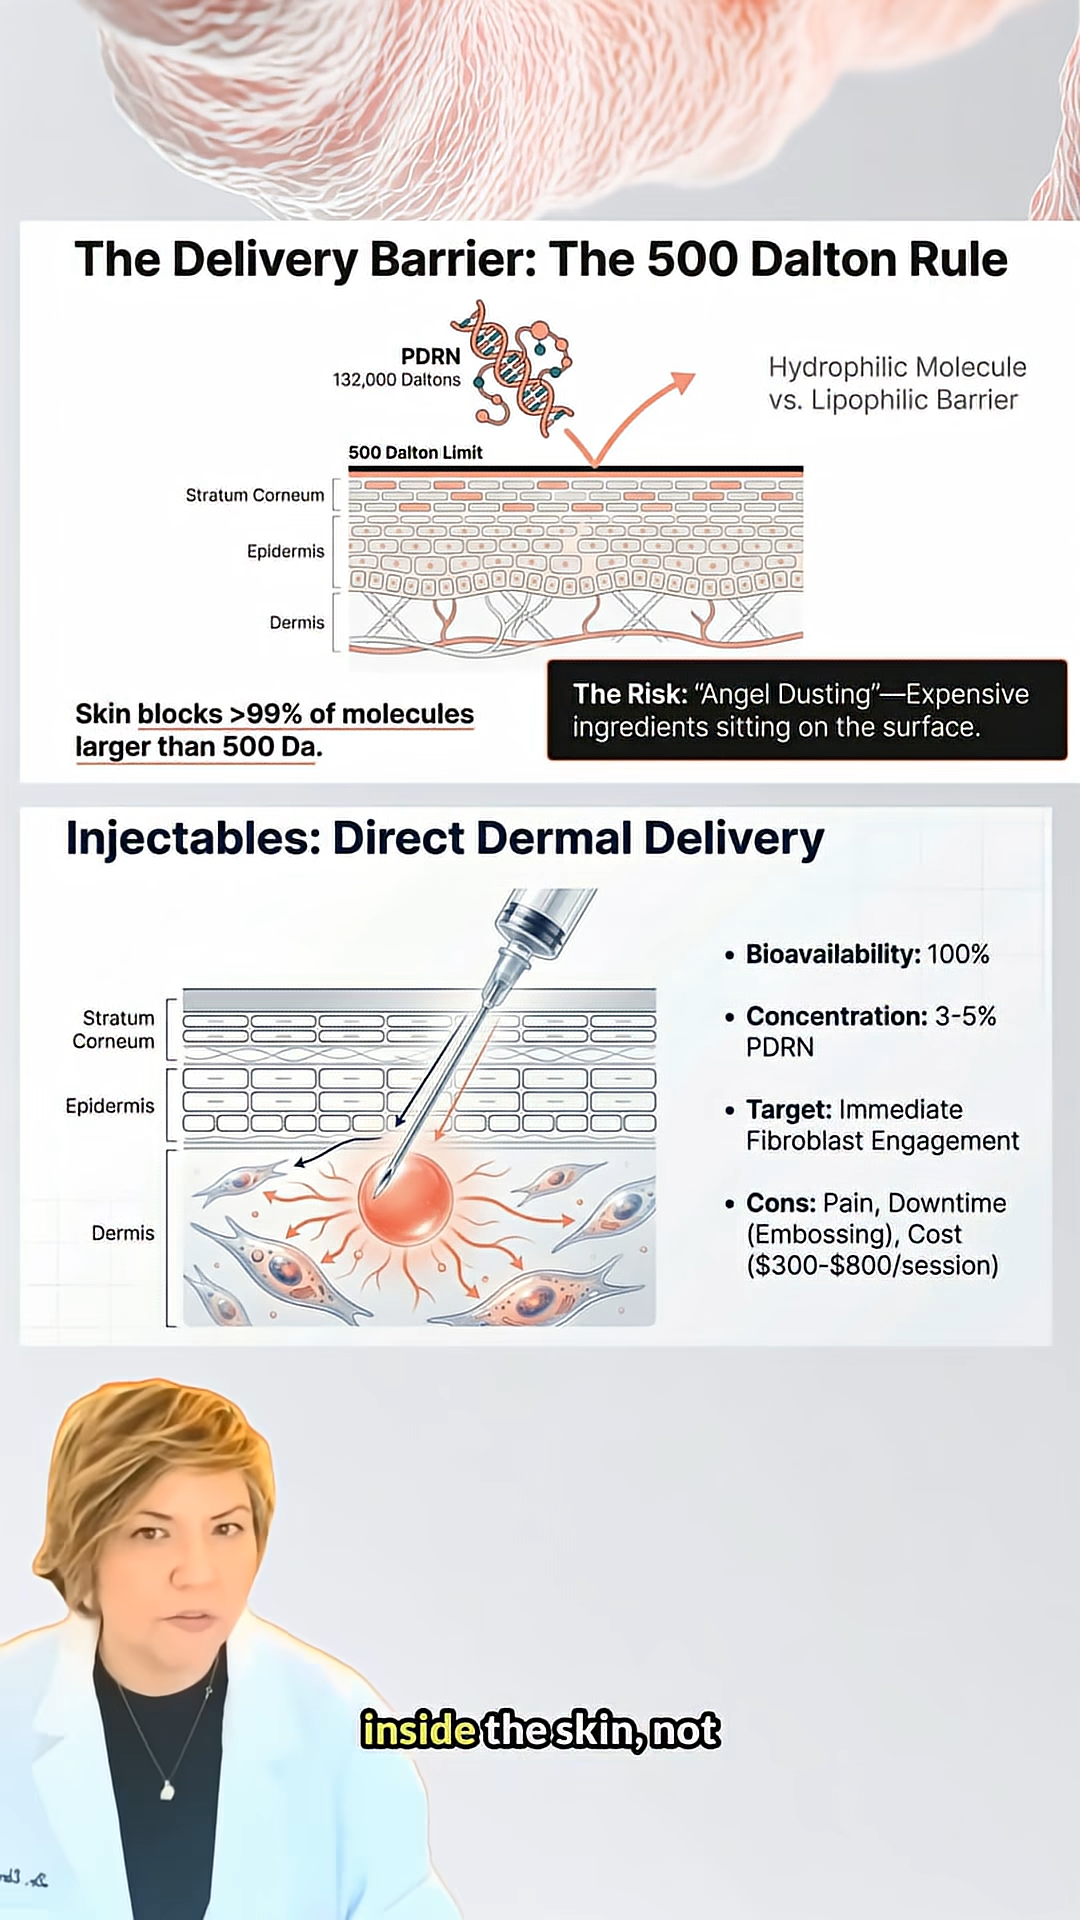 The Delivery Barrier: The 500 Dalton Rule
PDRN
132,000 Daltons
Hydrophilic Molecule
vs. Lipophilic Barrier
500 Dalton Limit
Stratum Corneum
Epidermis
Dermis
Skin blocks >99% of molecules
larger than 500 Da.
The Risk: “Angel Dusting”—Expensive
ingredients sitting on the surface.
Injectables: Direct Dermal Delivery
Stratum
Corneum
Epidermis
Dermis
• Bioavailability: 100%
• Concentration: 3-5%
PDRN
• Target: Immediate
Fibroblast Engagement
• Cons: Pain, Downtime
(Embossing), Cost
($300-$800/session)
inside the skin, not